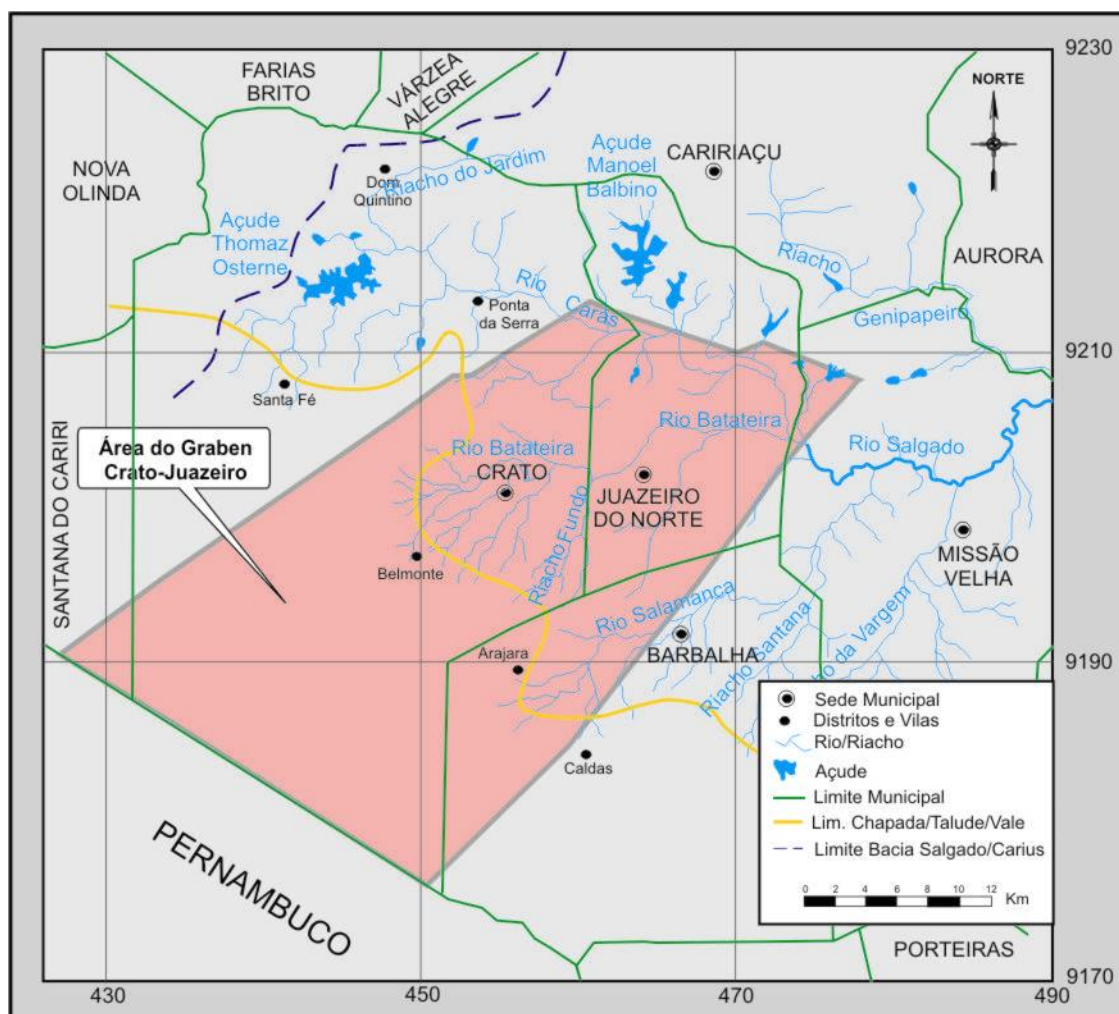 9230
FARIAS
BRITO
VÁRZEA
ALEGRE
NORTE
NOVA
OLINDA
Dom
Quintino
Riacho do Jardim
Açude
Manoel
Balbino
CARIRIAÇU
Açude
Thomaz
Osterne
Riacho
AURORA
Rio
Carás
Ponta
da Serra
Genipapeiro
9210
Santa Fé
SANTANA DO CARIRI
Área do Graben
Crato-Juazeiro
Rio Batateira
CRATO
Rio Batateira
Rio Salgado
JUAZEIRO
DO NORTE
Riacho Fundo
MISSÃO
VELHA
Belmonte
Rio Salamanca
BARBALHA
Riacho Santana
ho da Vargem
Arajara
9190
Caldas
Sede Municipal
Distritos e Vilas
Rio/Riacho
Açude
Limite Municipal
Lim. Chapada/Talude/Vale
Limite Bacia Salgado/Carius
0 2 4 6 8 10 12 Km
PERNAMBUCO
PORTEIRAS
9170
430 450 470 490